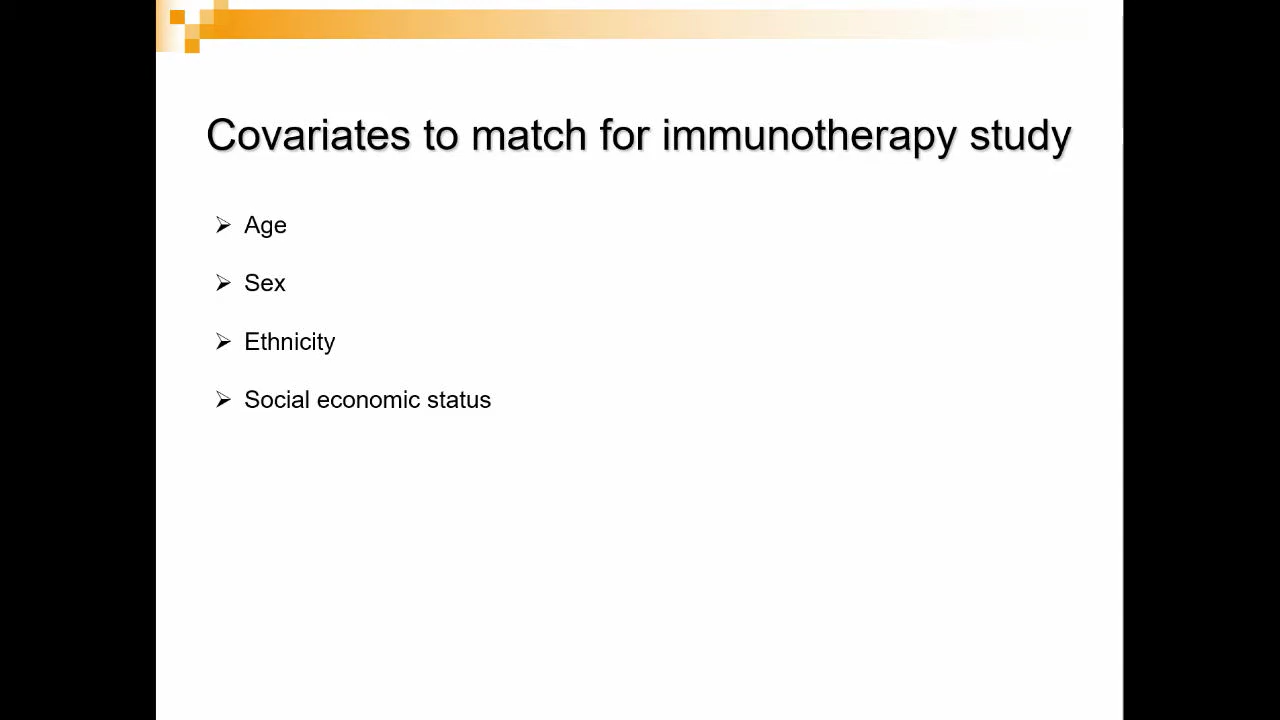 Covariates to match for immunotherapy study
Age
Sex
Ethnicity
Social economic status